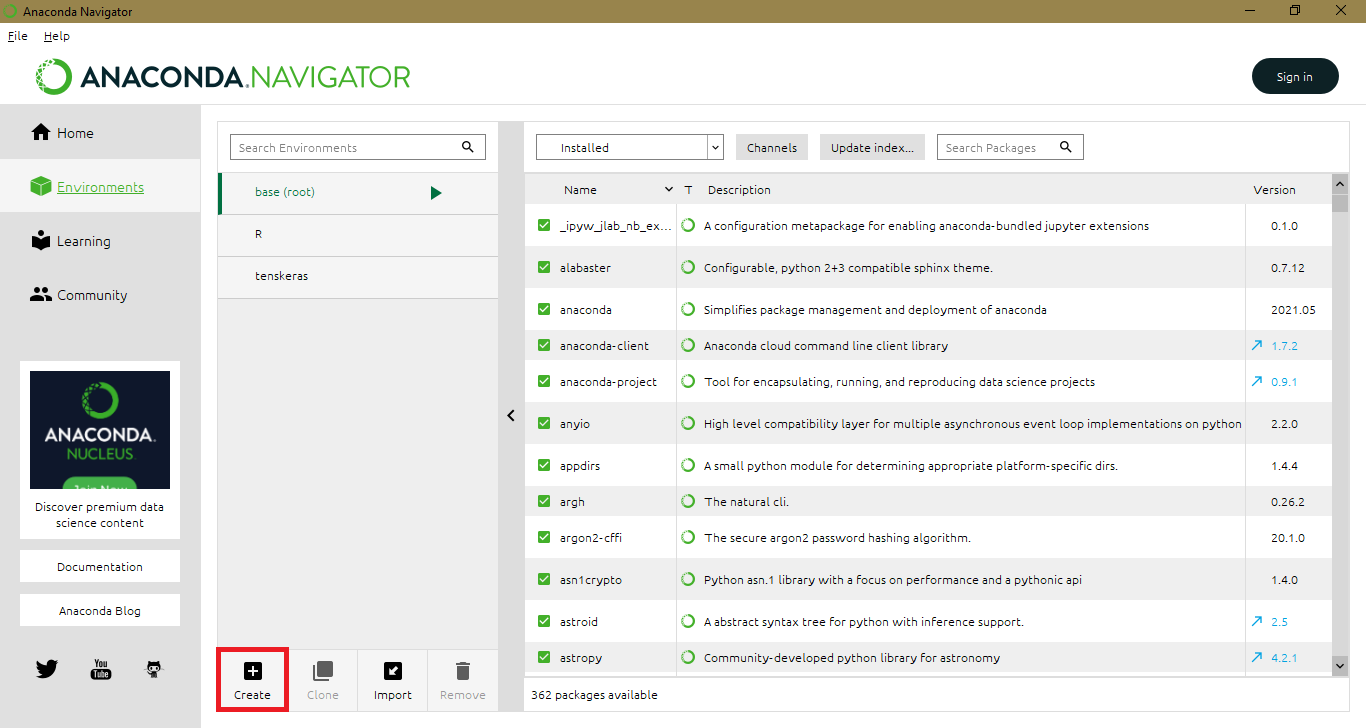 Anaconda Navigator
File Help
ANACONDA.NAVIGATOR
Sign in
Home
Environments
Learning
Community
ANACONDA.
NUCLEUS
Join Now
Discover premium data
science content
Documentation
Anaconda Blog
You
Tube
Search Environments
base (root)
R
tenskeras
Create Clone Import Remove
Installed Channels Update index... Search Packages
Name T Description Version
_ipyw_jlab_nb_ex... A configuration metapackage for enabling anaconda-bundled jupyter extensions 0.1.0
alabaster Configurable, python 2+3 compatible sphinx theme. 0.7.12
anaconda Simplifies package management and deployment of anaconda 2021.05
anaconda-client Anaconda cloud command line client library 1.7.2
anaconda-project Tool for encapsulating, running, and reproducing data science projects 0.9.1
anyio High level compatibility layer for multiple asynchronous event loop implementations on python 2.2.0
appdirs A small python module for determining appropriate platform-specific dirs. 1.4.4
argh The natural cli. 0.26.2
argon2-cffi The secure argon2 password hashing algorithm. 20.1.0
asn1crypto Python asn.1 library with a focus on performance and a pythonic api 1.4.0
astroid A abstract syntax tree for python with inference support. 2.5
astropy Community-developed python library for astronomy 4.2.1
362 packages available